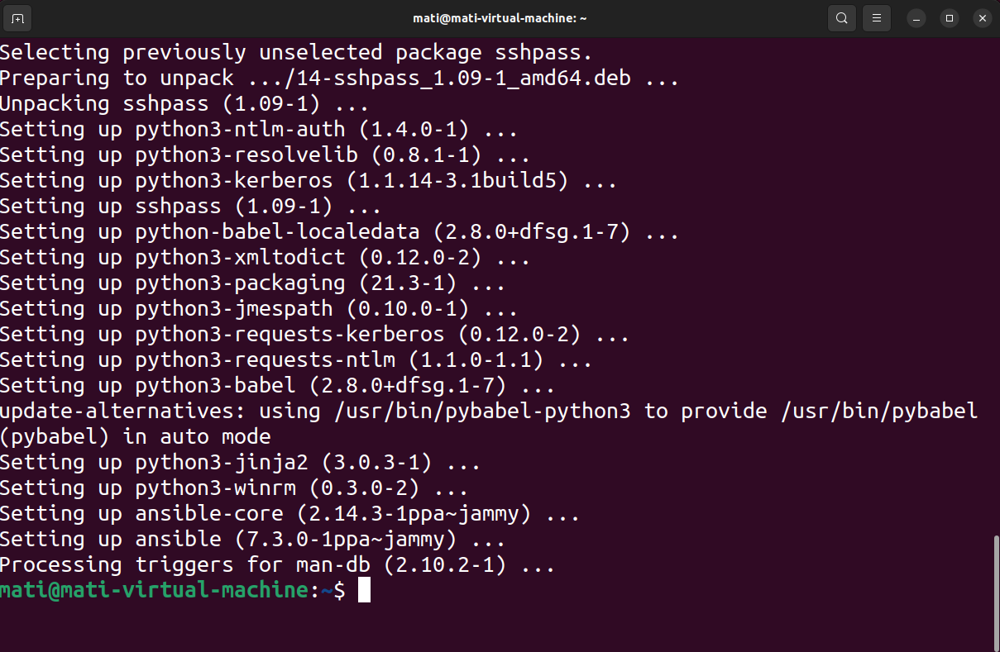 mati@mati-virtual-machine: ~
Selecting previously unselected package sshpass.
Preparing to unpack .../14-sshpass_1.09-1_amd64.deb ...
Unpacking sshpass (1.09-1) ...
Setting up python3-ntlm-auth (1.4.0-1) ...
Setting up python3-resolvelib (0.8.1-1) ...
Setting up python3-kerberos (1.1.14-3.1build5) ...
Setting up sshpass (1.09-1) ...
Setting up python-babel-localedata (2.8.0+dfsg.1-7) ...
Setting up python3-xmltodict (0.12.0-2) ...
Setting up python3-packaging (21.3-1) ...
Setting up python3-jmespath (0.10.0-1) ...
Setting up python3-requests-kerberos (0.12.0-2) ...
Setting up python3-requests-ntlm (1.1.0-1.1) ...
Setting up python3-babel (2.8.0+dfsg.1-7) ...
update-alternatives: using /usr/bin/pybabel-python3 to provide /usr/bin/pybabel
(pybabel) in auto mode
Setting up python3-jinja2 (3.0.3-1) ...
Setting up python3-winrm (0.3.0-2) ...
Setting up ansible-core (2.14.3-1ppa~jammy) ...
Setting up ansible (7.3.0-1ppa~jammy) ...
Processing triggers for man-db (2.10.2-1) ...
mati@mati-virtual-machine:~$